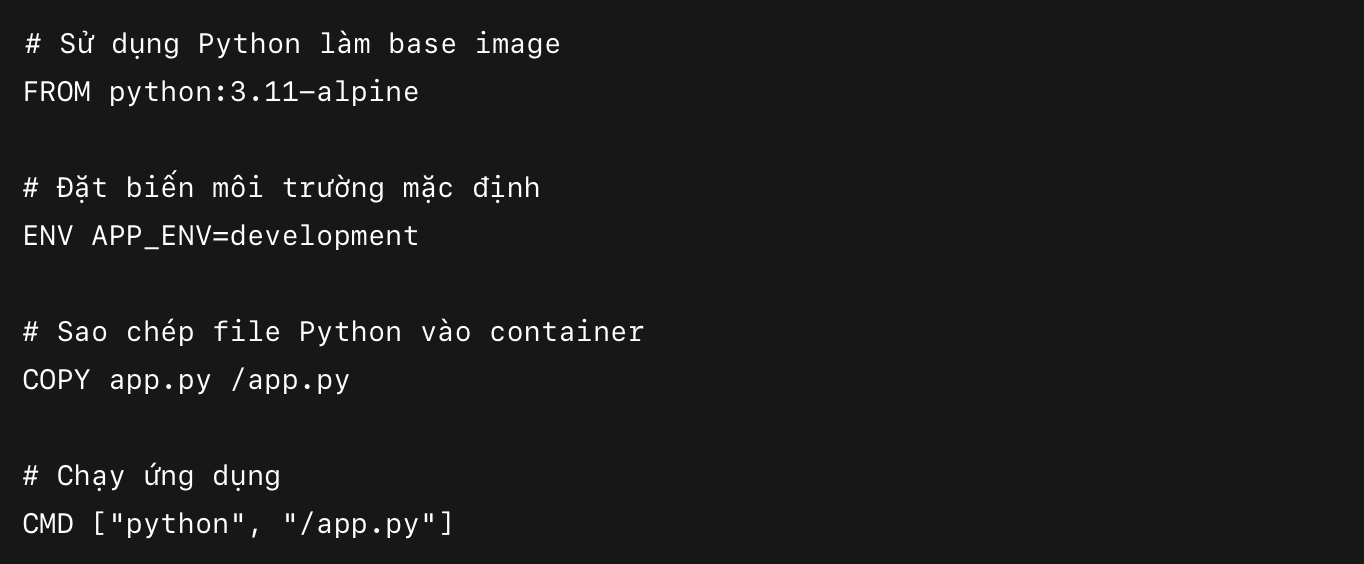 # Sử dụng Python làm base image
FROM python:3.11-alpine
# Đặt biến môi trường mặc định
ENV APP_ENV=development
# Sao chép file Python vào container
COPY app.py /app.py
# Chạy ứng dụng
CMD ["python", "/app.py"]